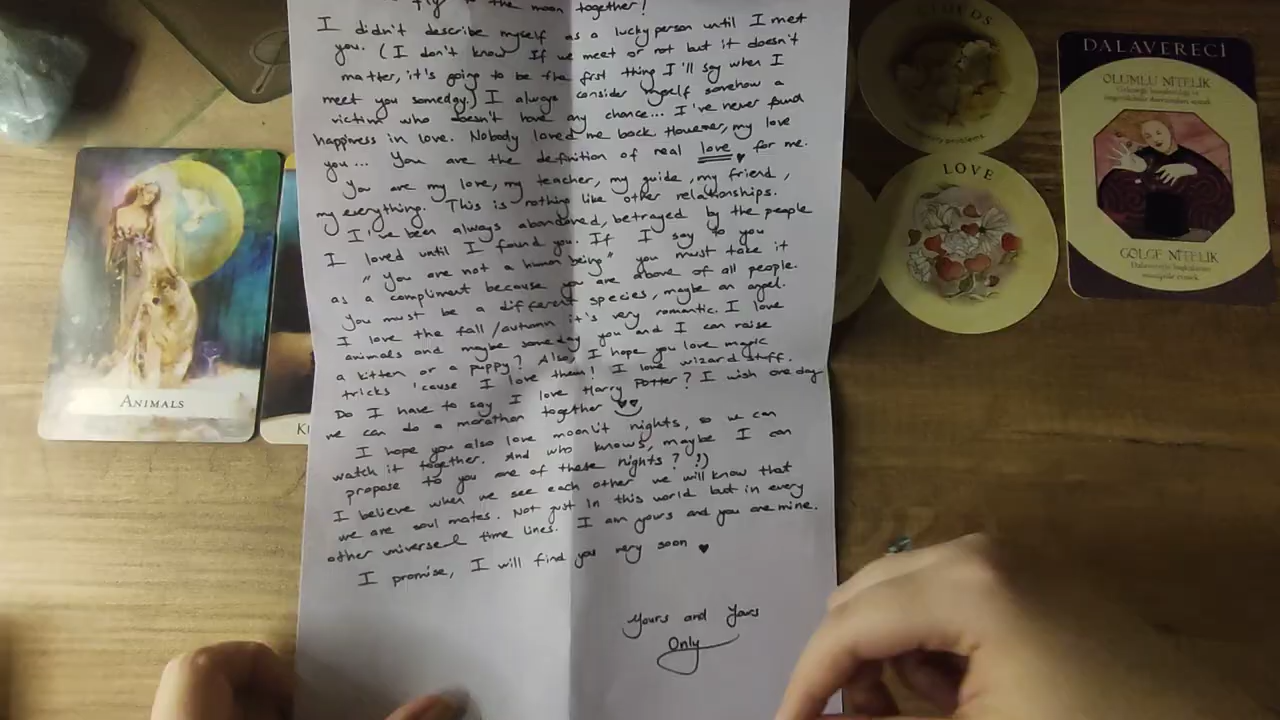 fly to the moon together!
I didn't describe myself as a lucky person until I met
you. (I don't know If we meet or not but it doesn't
matter, it's going to be the first thing I'll say when I
meet you someday.) I always consider myself somehow a
victim who doesn't have any chance... I've never fund
happiness in love. Nobody loved me back However, my love
you... You are the definition of real love ♥ for me.
You are my love, my teacher, my guide, my friend,
my everything. This is nothing like other relationships.
I've been always abandoned, betrayed by the people
I loved until I found you. If I say to you
"You are not a human being" you must take it
as a compliment because you are above of all people.
You must be a different species, maybe an angel.
I love the fall/autumn it's very romantic. I love
animals and maybe someday you and I can raise
a kitten or a puppy? Also, I hope you love magic
tricks 'cause I love them! I love wizard stuff.
Do I have to say I love Harry Potter? I wish one day
we can do a marathon together
I hope you also love moonlit nights, so we can
watch it together. And who knows, maybe I can
propose to you one of these nights? :)
I believe when we see each other we will know that
we are soul mates. Not just in this world but in every
other universed time lines. I am yours and you are mine.
I promise, I will find you very soon ♥
Yours and Yours
Only
ANIMALS
KI
LOVE
DALAVERECİ
OLUMLU NİTELİK
GÖLGE NİTELİK